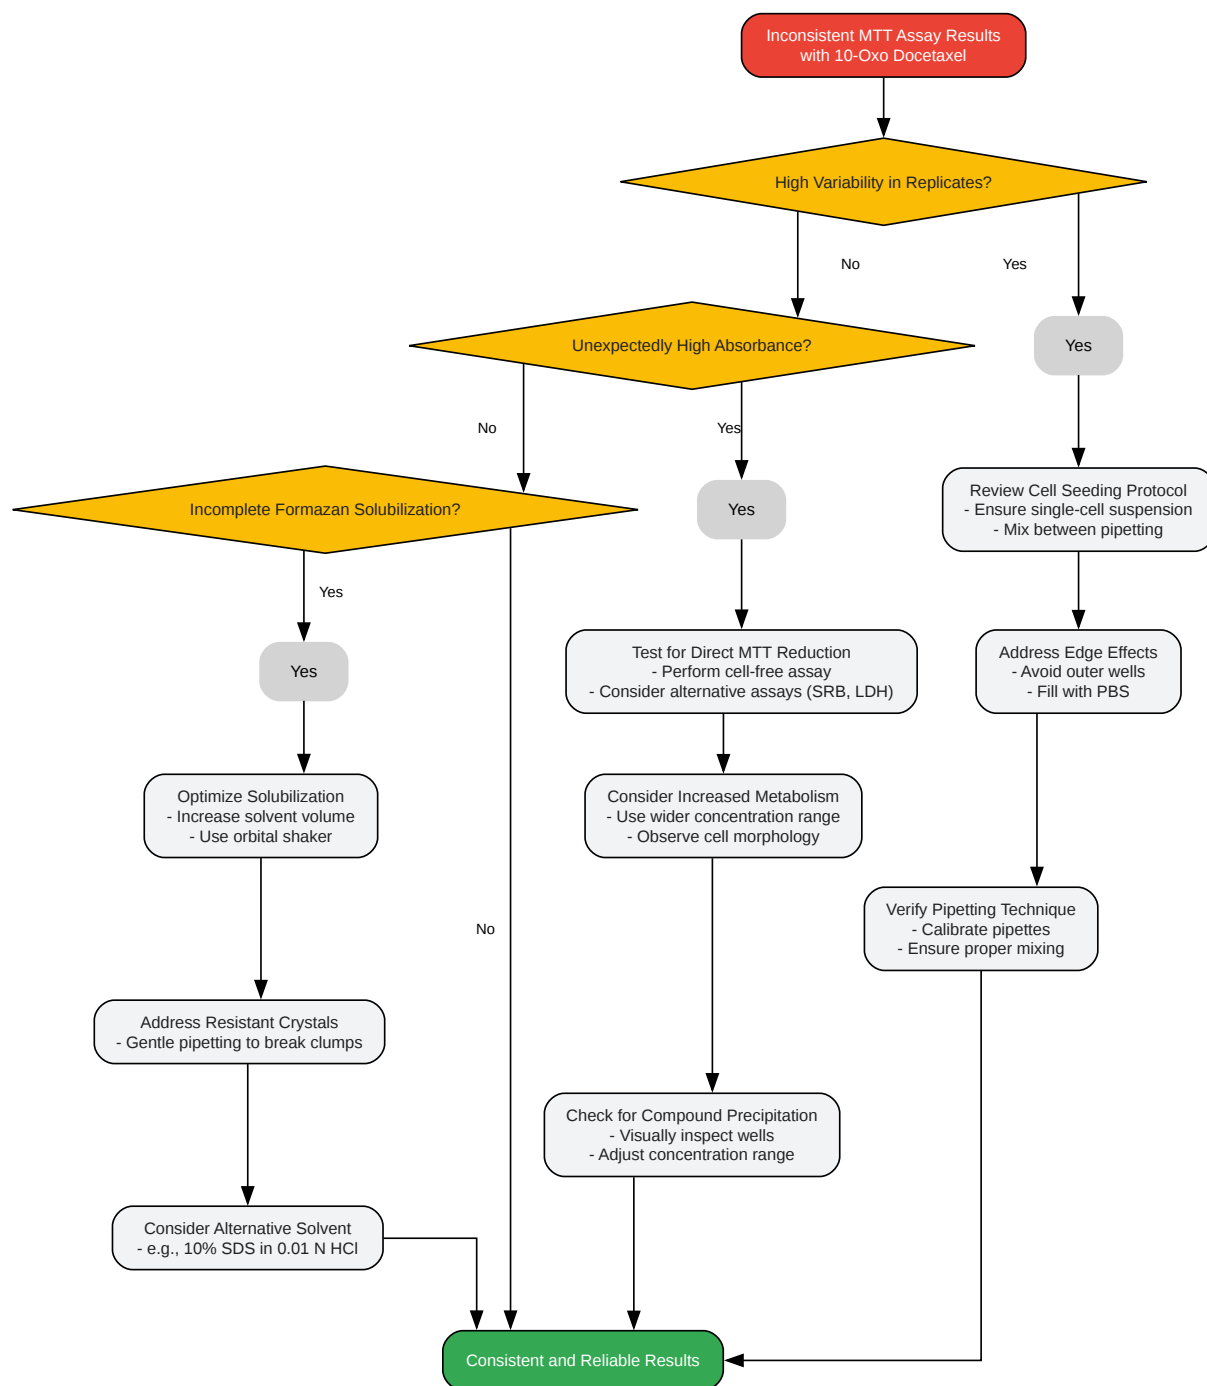 Inconsistent MTT Assay Results
with 10-Oxo Docetaxel
High Variability in Replicates?
No
Yes
Unexpectedly High Absorbance?
Yes
No
Yes
Incomplete Formazan Solubilization?
Yes
Review Cell Seeding Protocol
- Ensure single-cell suspension
- Mix between pipetting
Yes
No
Yes
Test for Direct MTT Reduction
- Perform cell-free assay
- Consider alternative assays (SRB, LDH)
Address Edge Effects
- Avoid outer wells
- Fill with PBS
Optimize Solubilization
- Increase solvent volume
- Use orbital shaker
Consider Increased Metabolism
- Use wider concentration range
- Observe cell morphology
Verify Pipetting Technique
- Calibrate pipettes
- Ensure proper mixing
Address Resistant Crystals
- Gentle pipetting to break clumps
Check for Compound Precipitation
- Visually inspect wells
- Adjust concentration range
Consider Alternative Solvent
- e.g., 10% SDS in 0.01 N HCl
Consistent and Reliable Results